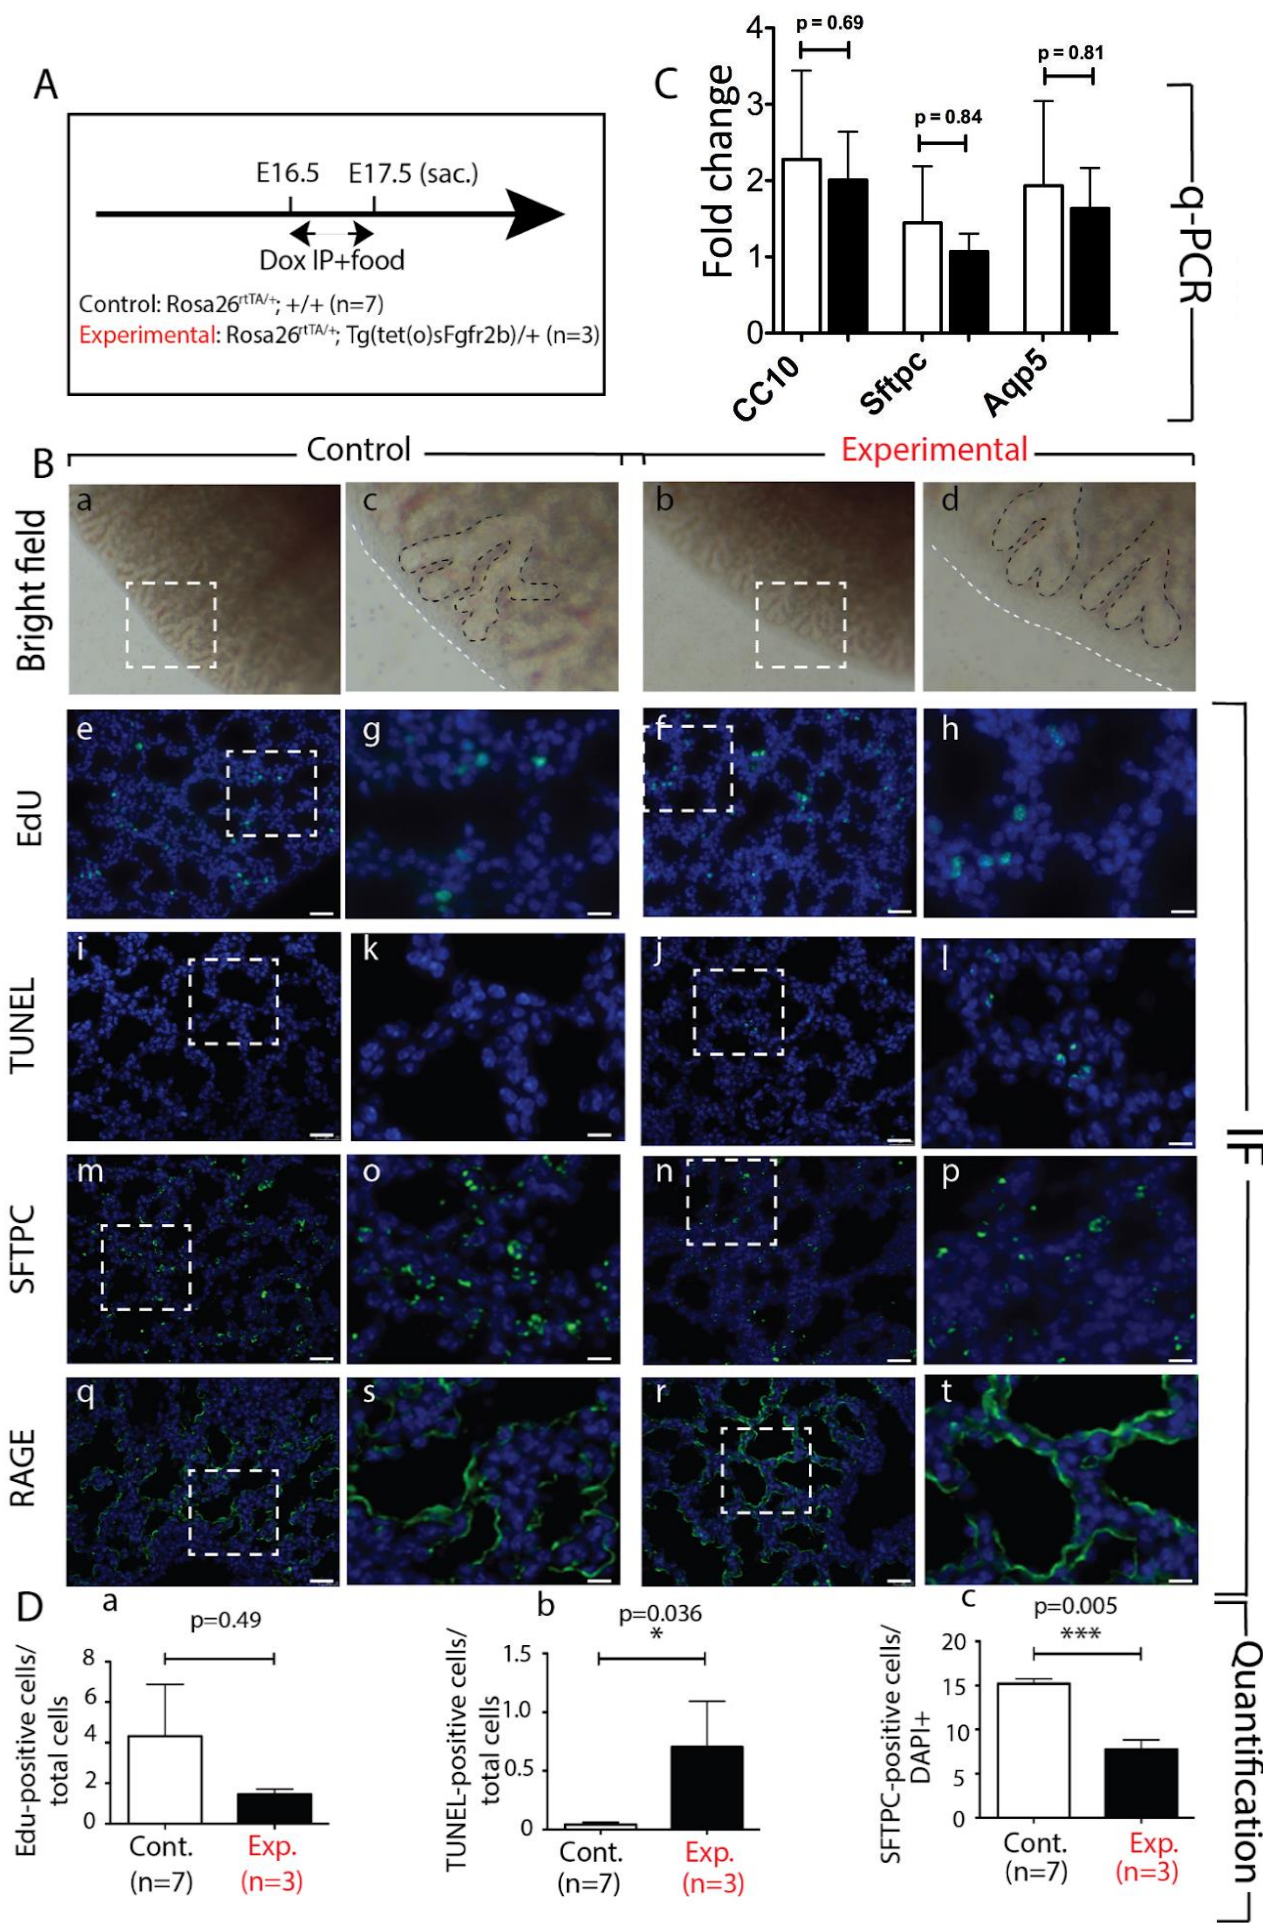 A
E16.5 E17.5 (sac.)
Dox IP+food
Control: Rosa26rtTA/+; +/+ (n=7)
Experimental: Rosa26rtTA/+; Tg(tet(o)sFgfr2b)/+ (n=3)
C
Fold change
4
3
2
1
0
p = 0.69
p = 0.84
p = 0.81
CC10
Sftpc
Aqp5
q-PCR
B
Control
Experimental
Bright field
a
c
b
d
EdU
e
g
f
h
TUNEL
i
k
j
l
SFTPC
m
o
n
p
RAGE
q
s
r
t
IF
D
a
p=0.49
Edu-positive cells/
total cells
8
6
4
2
0
Cont.
(n=7)
Exp.
(n=3)
b
p=0.036
*
TUNEL-positive cells/
total cells
1.5
1.0
0.5
0
Cont.
(n=7)
Exp.
(n=3)
c
p=0.005
***
SFTPC-positive cells/
DAPI+
20
15
10
5
0
Cont.
(n=7)
Exp.
(n=3)
Quantification